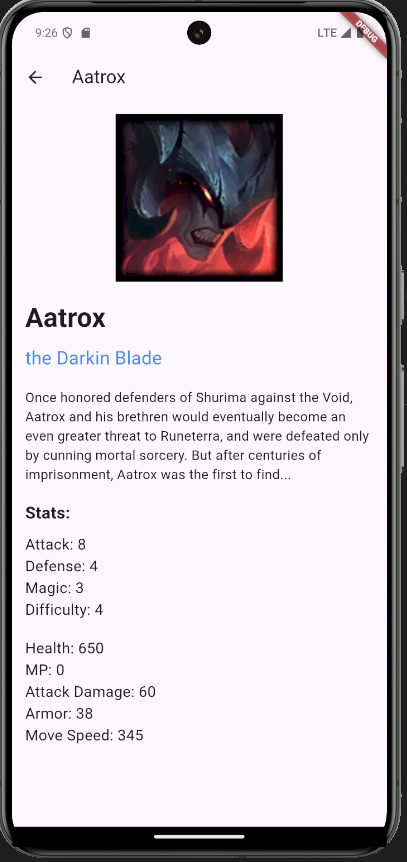 9:26 LTE
DEBUG
Aatrox
Aatrox
the Darkin Blade
Once honored defenders of Shurima against the Void,
Aatrox and his brethren would eventually become an
even greater threat to Runeterra, and were defeated only
by cunning mortal sorcery. But after centuries of
imprisonment, Aatrox was the first to find...
Stats:
Attack: 8
Defense: 4
Magic: 3
Difficulty: 4
Health: 650
MP: 0
Attack Damage: 60
Armor: 38
Move Speed: 345